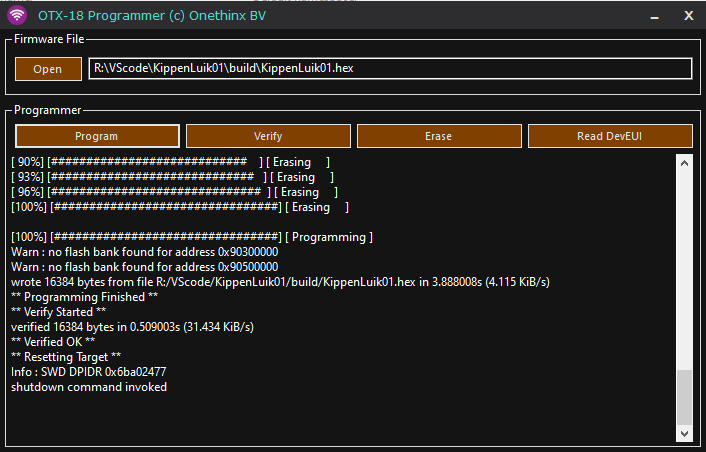 OTX-18 Programmer (c) Onethinx BV
Firmware File
Open R:\VScode\KippenLuik01\build\KippenLuik01.hex
Programmer
Program Verify Erase Read DevEUI
[ 90%] [############################    ] [ Erasing     ]
[ 93%] [#############################   ] [ Erasing     ]
[ 96%] [##############################  ] [ Erasing     ]
[100%] [################################] [ Erasing     ]
[100%] [################################] [ Programming ]
Warn : no flash bank found for address 0x90300000
Warn : no flash bank found for address 0x90500000
wrote 16384 bytes from file R:/VScode/KippenLuik01/build/KippenLuik01.hex in 3.888008s (4.115 KiB/s)
** Programming Finished **
** Verify Started **
verified 16384 bytes in 0.509003s (31.434 KiB/s)
** Verified OK **
** Resetting Target **
Info : SWD DPIDR 0x6ba02477
shutdown command invoked